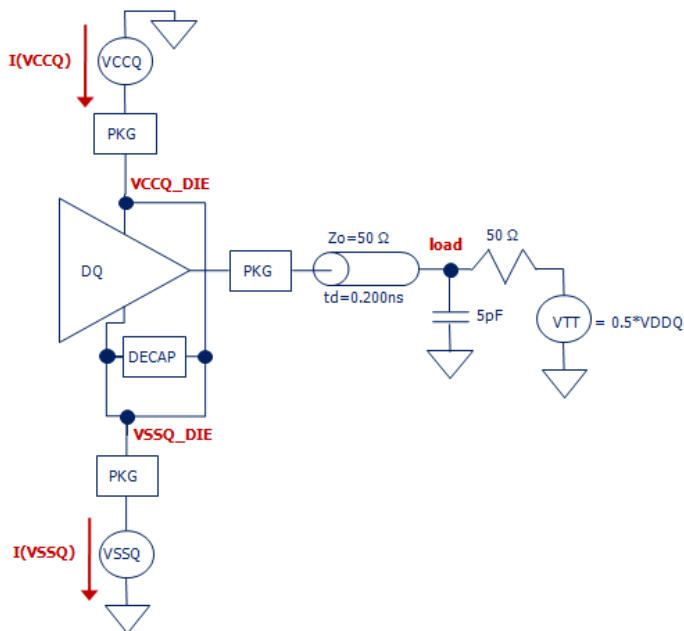 I(VCCQ)
VCCQ
PKG
VCCQ_DIE
DQ
PKG
Zo=50 Ω
td=0.200ns
load
50 Ω
5pF
VTT = 0.5*VDDQ
DECAP
VSSQ_DIE
PKG
I(VSSQ)
VSSQ